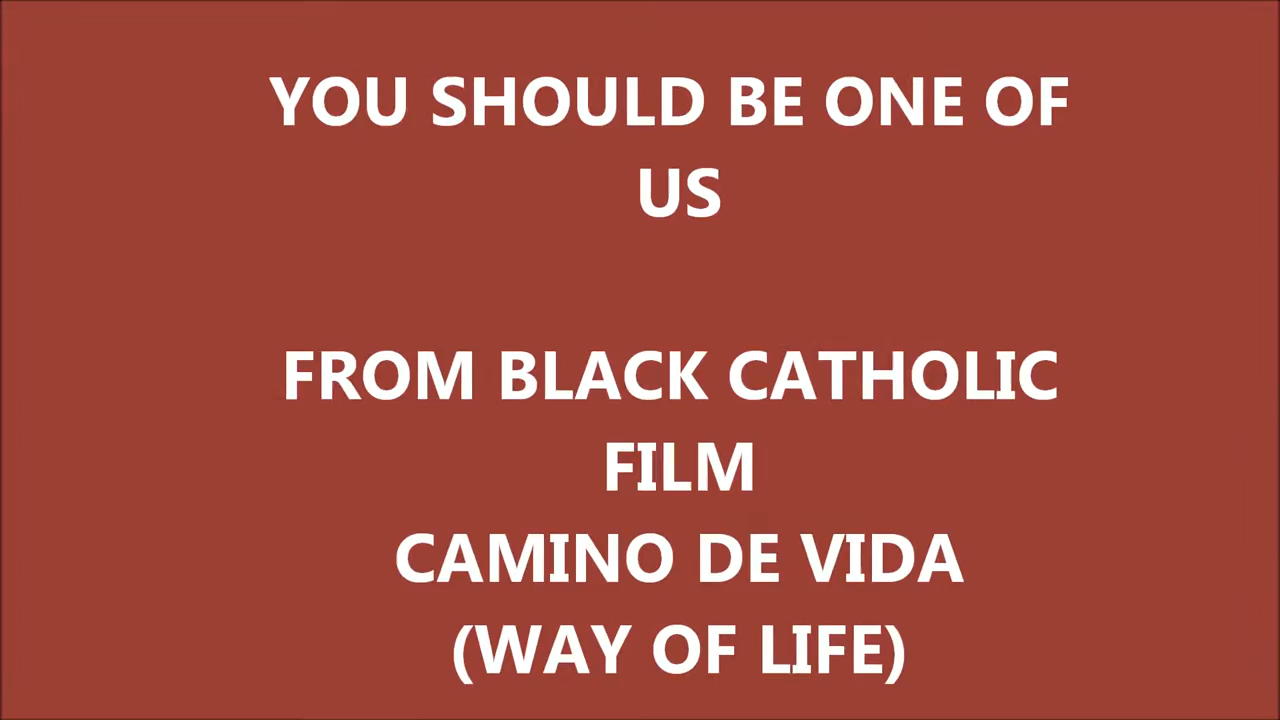 YOU SHOULD BE ONE OF
US
FROM BLACK CATHOLIC
FILM
CAMINO DE VIDA
(WAY OF LIFE)